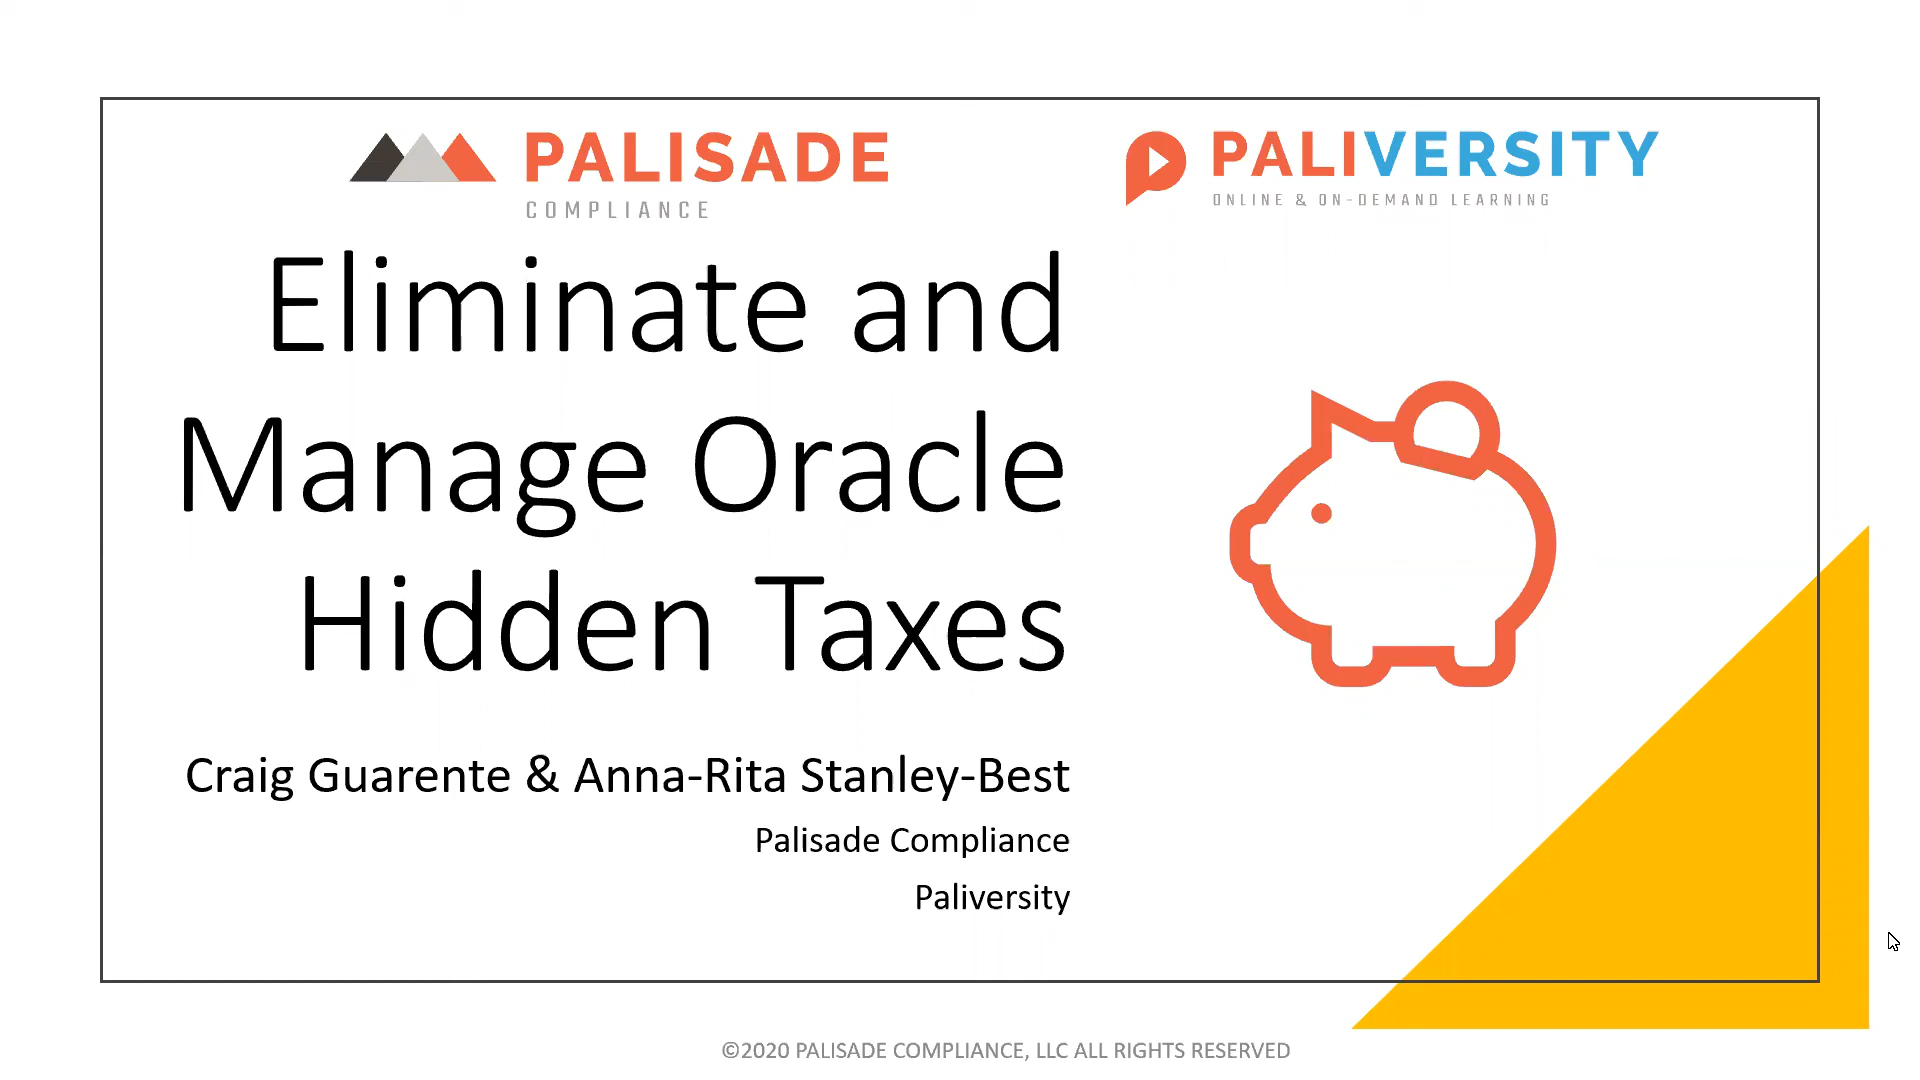 PALISADE
COMPLIANCE
PALIVERSITY
ONLINE & ON-DEMAND LEARNING
Eliminate and
Manage Oracle
Hidden Taxes
Craig Guarente & Anna-Rita Stanley-Best
Palisade Compliance
Paliversity
©2020 PALISADE COMPLIANCE, LLC ALL RIGHTS RESERVED